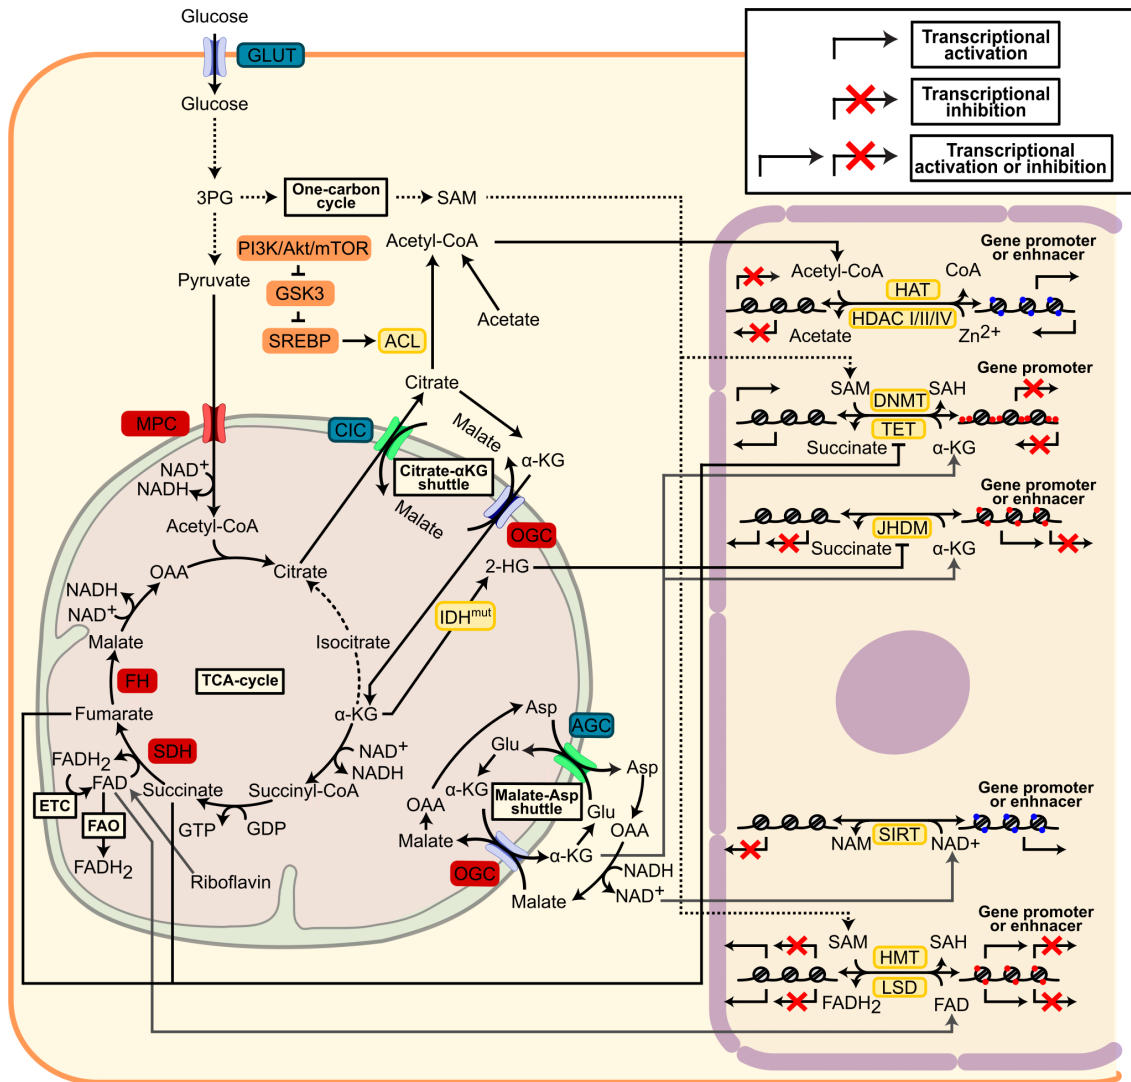 Glucose
GLUT
Glucose
3PG
One-carbon
cycle
SAM
PI3K/Akt/mTOR
GSK3
SREBP
ACL
Acetyl-CoA
Acetate
Pyruvate
Citrate
MPC
CIC
Malate
α-KG
Citrate-αKG
shuttle
Malate
OGC
NAD+
NADH
Acetyl-CoA
OAA
Citrate
2-HG
NADH
NAD+
Malate
Isocitrate
IDHmut
FH
TCA-cycle
Fumarate
α-KG
SDH
FADH2
FAD
ETC
FAO
FADH2
Succinate
Succinyl-CoA
NAD+
NADH
GTP
GDP
Riboflavin
Asp
AGC
Glu
Asp
α-KG
Malate-Asp
shuttle
OAA
Glu
OAA
Malate
α-KG
OGC
NADH
NAD+
Malate
Transcriptional
activation
Transcriptional
inhibition
Transcriptional
activation or inhibition
Gene promoter
or enhnacer
Acetyl-CoA
CoA
HAT
HDAC I/II/IV
Acetate
Zn2+
Gene promoter
SAM
SAH
DNMT
TET
Succinate
α-KG
Gene promoter
or enhnacer
JHDM
Succinate
α-KG
Gene promoter
or enhnacer
SIRT
NAM
NAD+
Gene promoter
or enhnacer
SAM
SAH
HMT
LSD
FADH2
FAD